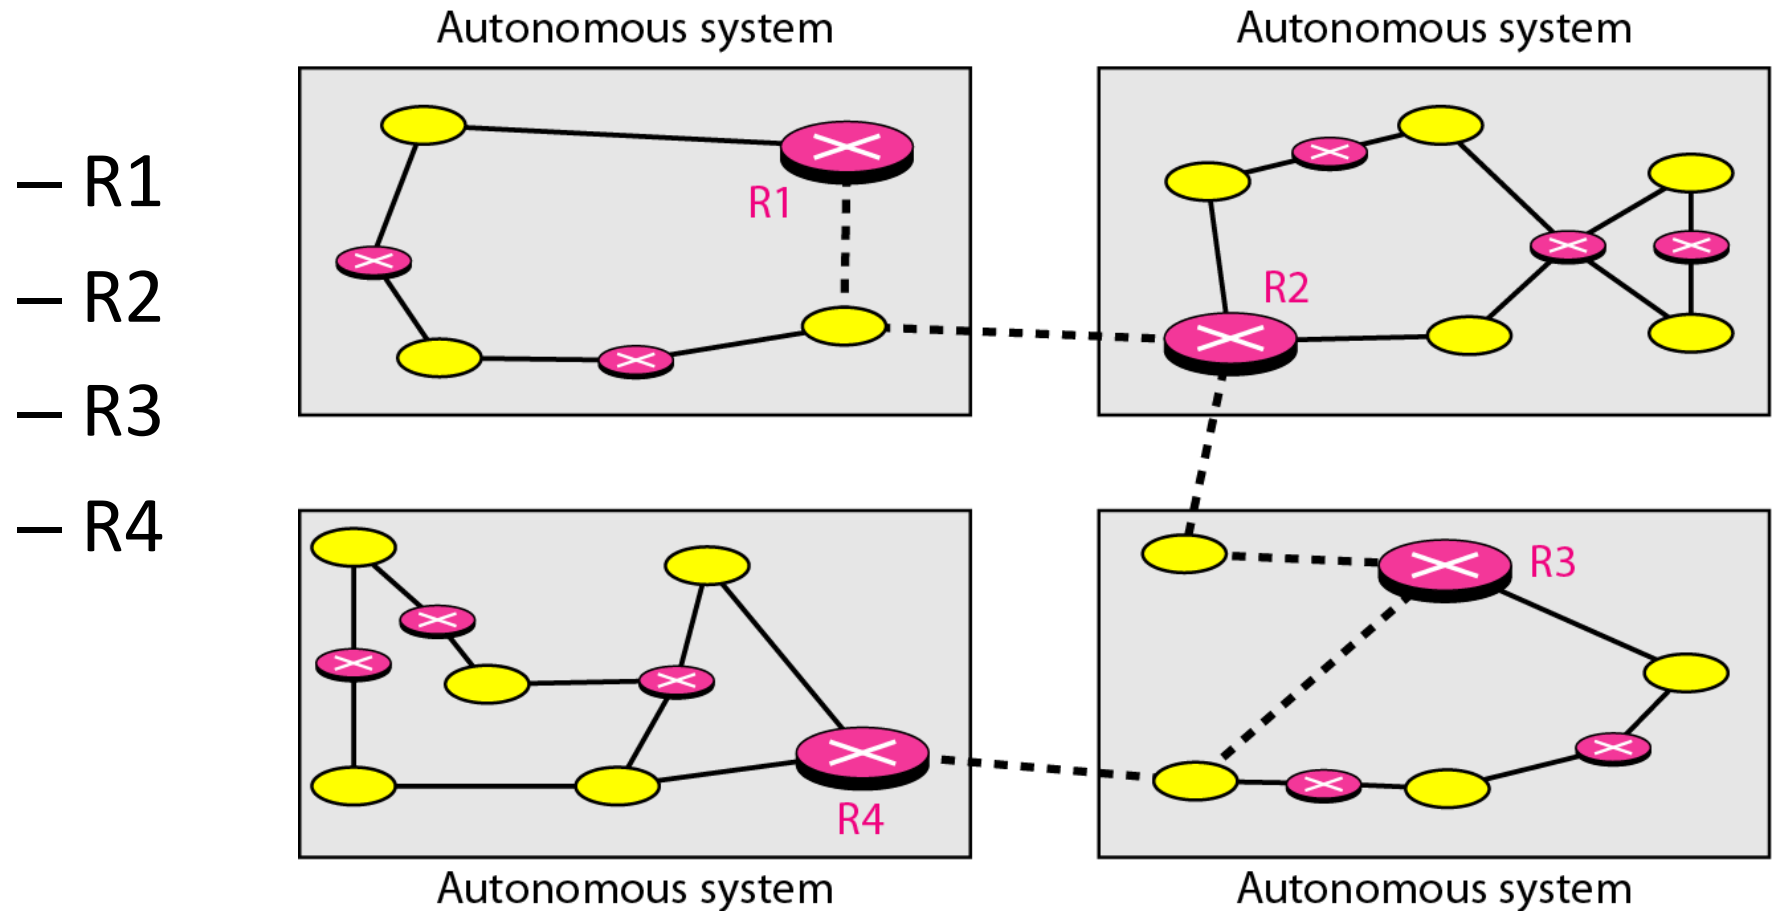 Autonomous system
Autonomous system
– R1
– R2
– R3
– R4
R1
R2
R3
R4
Autonomous system
Autonomous system